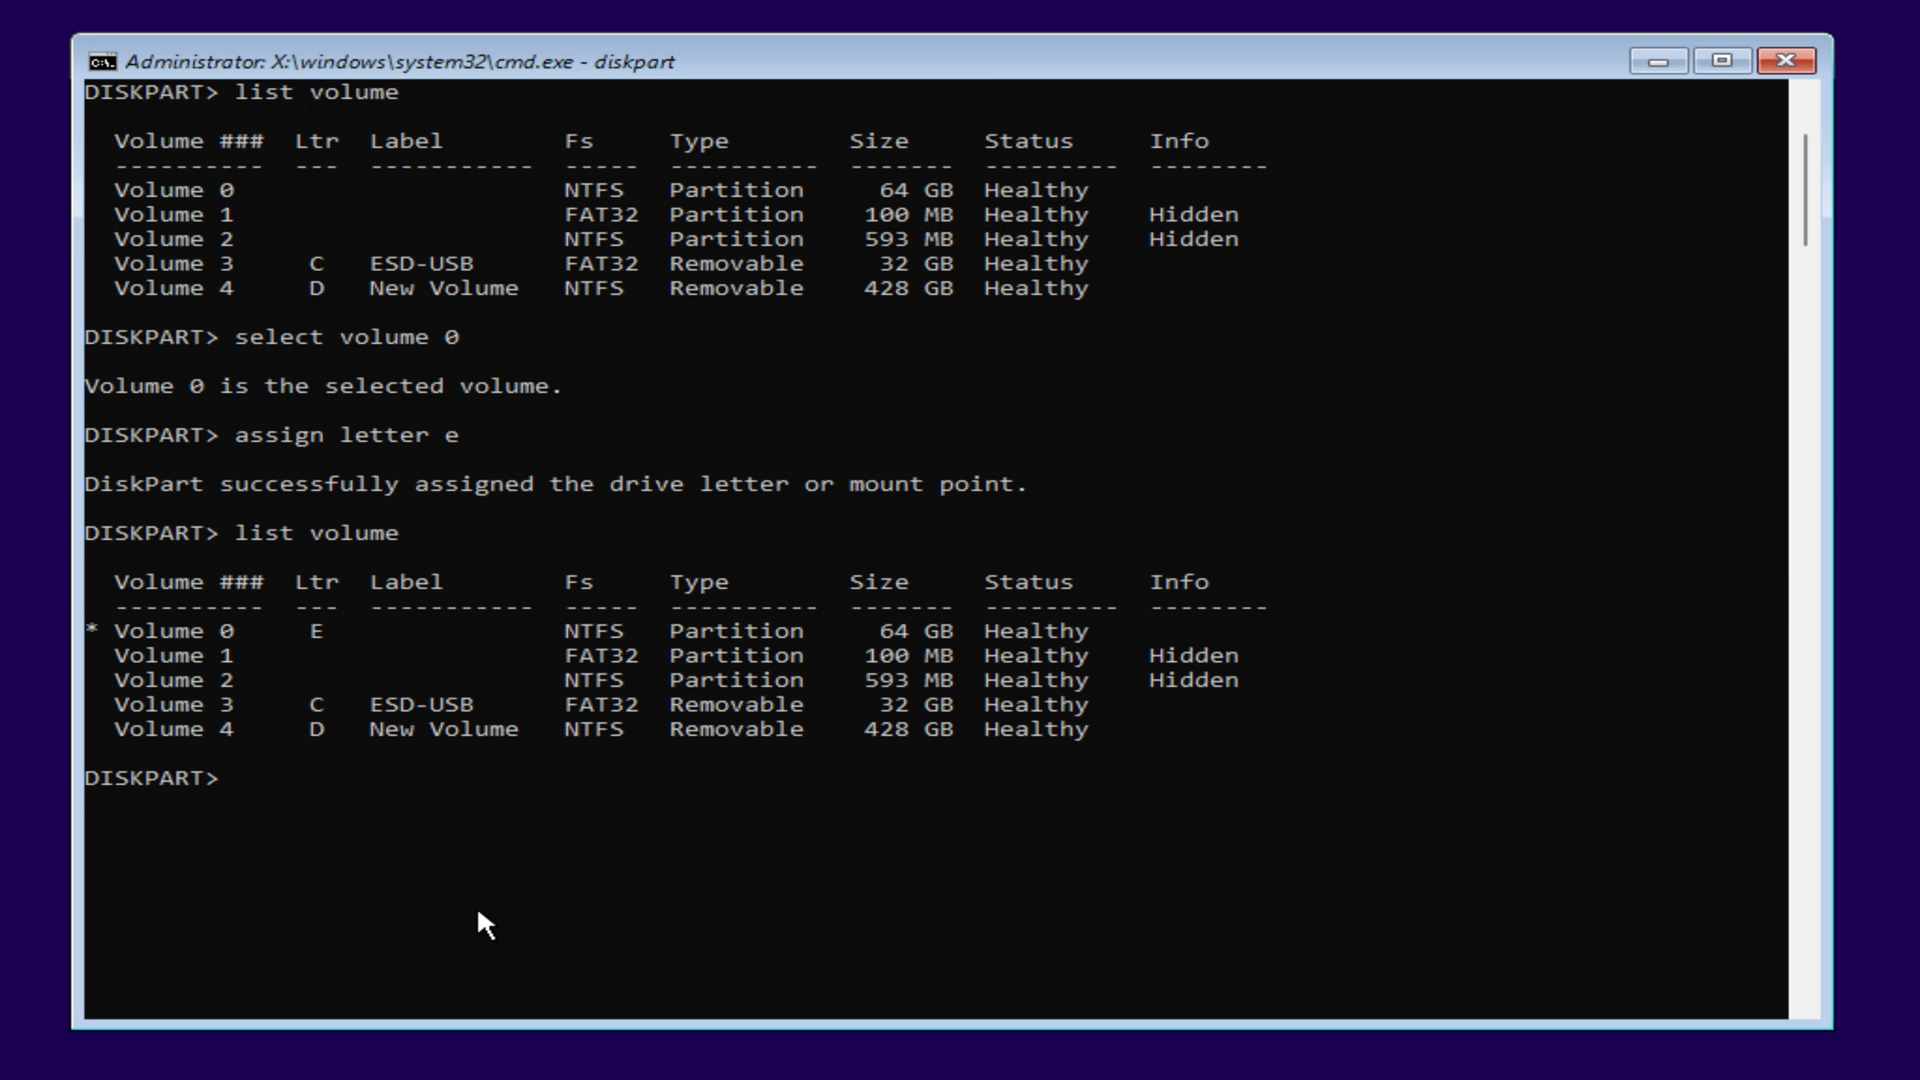 Administrator: X:\windows\system32\cmd.exe - diskpart
DISKPART> list volume
  Volume ###  Ltr  Label        Fs     Type        Size     Status     Info
  ----------  ---  -----------  -----  ----------  -------  ---------  --------
  Volume 0                      NTFS   Partition     64 GB  Healthy
  Volume 1                      FAT32  Partition    100 MB  Healthy    Hidden
  Volume 2                      NTFS   Partition    593 MB  Healthy    Hidden
  Volume 3     C   ESD-USB      FAT32  Removable     32 GB  Healthy
  Volume 4     D   New Volume   NTFS   Removable    428 GB  Healthy
DISKPART> select volume 0
Volume 0 is the selected volume.
DISKPART> assign letter e
DiskPart successfully assigned the drive letter or mount point.
DISKPART> list volume
  Volume ###  Ltr  Label        Fs     Type        Size     Status     Info
  ----------  ---  -----------  -----  ----------  -------  ---------  --------
* Volume 0     E                NTFS   Partition     64 GB  Healthy
  Volume 1                      FAT32  Partition    100 MB  Healthy    Hidden
  Volume 2                      NTFS   Partition    593 MB  Healthy    Hidden
  Volume 3     C   ESD-USB      FAT32  Removable     32 GB  Healthy
  Volume 4     D   New Volume   NTFS   Removable    428 GB  Healthy
DISKPART>